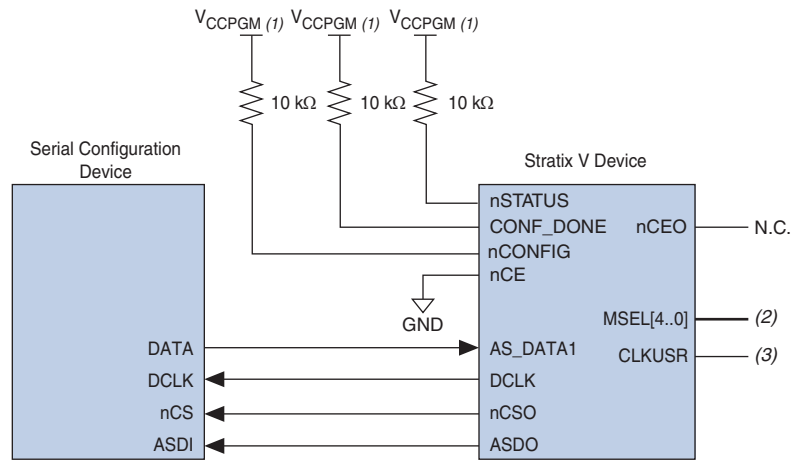 VCCPGM (1) VCCPGM (1) VCCPGM (1)
10 kΩ 10 kΩ 10 kΩ
Serial Configuration
Device
Stratix V Device
nSTATUS
CONF_DONE
nCEO
N.C.
nCONFIG
nCE
GND
MSEL[4..0]
(2)
DATA
AS_DATA1
CLKUSR
(3)
DCLK
DCLK
nCS
nCSO
ASDI
ASDO